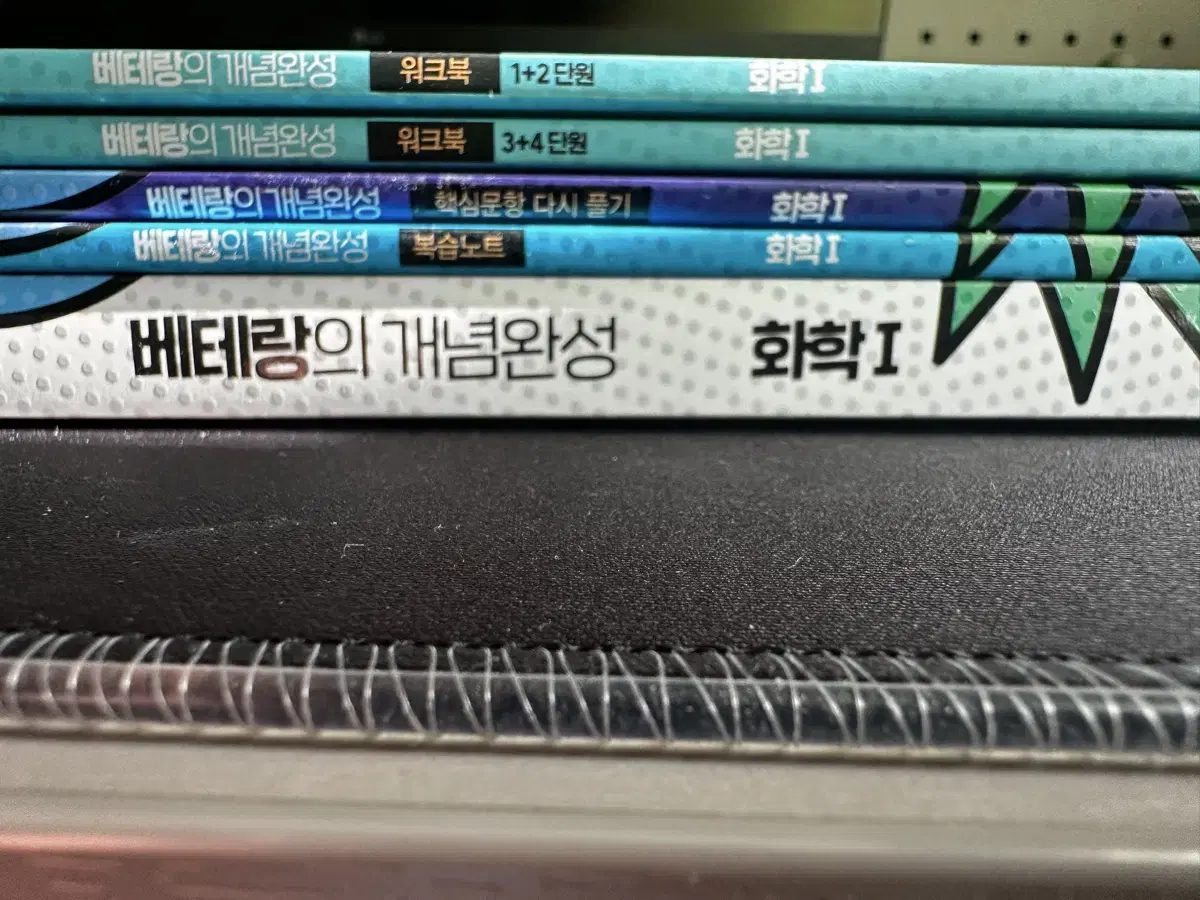 베테랑의 개념완성 워크북 1+2 단원 화학 I
베테랑의 개념완성 워크북 3+4 단원 화학 I
베테랑의 개념완성 핵심문항 다시 풀기 화학 I
베테랑의 개념완성 복습노트 화학 I
베테랑의 개념완성 화학 I